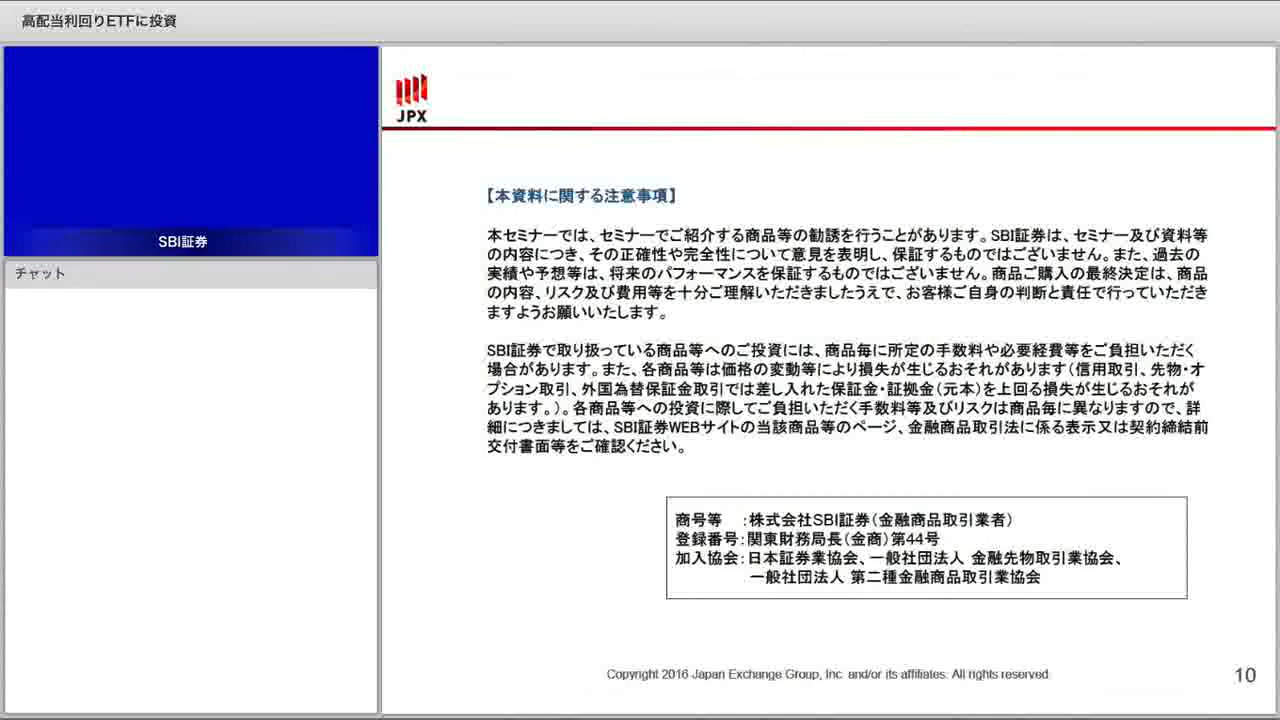 高配当利回りETFに投資
SBI証券
チャット
JPX
【本資料に関する注意事項】
本セミナーでは、セミナーでご紹介する商品等の勧誘を行うことがあります。SBI証券は、セミナー及び資料等
の内容につき、その正確性や完全性について意見を表明し、保証するものではございません。また、過去の
実績や予想等は、将来のパフォーマンスを保証するものではございません。商品ご購入の最終決定は、商品
の内容、リスク及び費用等を十分ご理解いただきましたうえで、お客様ご自身の判断と責任で行っていただき
ますようお願いいたします。
SBI証券で取り扱っている商品等へのご投資には、商品毎に所定の手数料や必要経費等をご負担いただく
場合があります。また、各商品等は価格の変動等により損失が生じるおそれがあります（信用取引、先物・オ
プション取引、外国為替保証金取引では差し入れた保証金・証拠金（元本）を上回る損失が生じるおそれが
あります。）。各商品等への投資に際してご負担いただく手数料等及びリスクは商品毎に異なりますので、詳
細につきましては、SBI証券WEBサイトの当該商品等のページ、金融商品取引法に係る表示又は契約締結前
交付書面等をご確認ください。
商号等　：株式会社SBI証券（金融商品取引業者）
登録番号：関東財務局長（金商）第44号
加入協会：日本証券業協会、一般社団法人 金融先物取引業協会、
一般社団法人 第二種金融商品取引業協会
Copyright 2016 Japan Exchange Group, Inc. and/or its affiliates. All rights reserved.
10